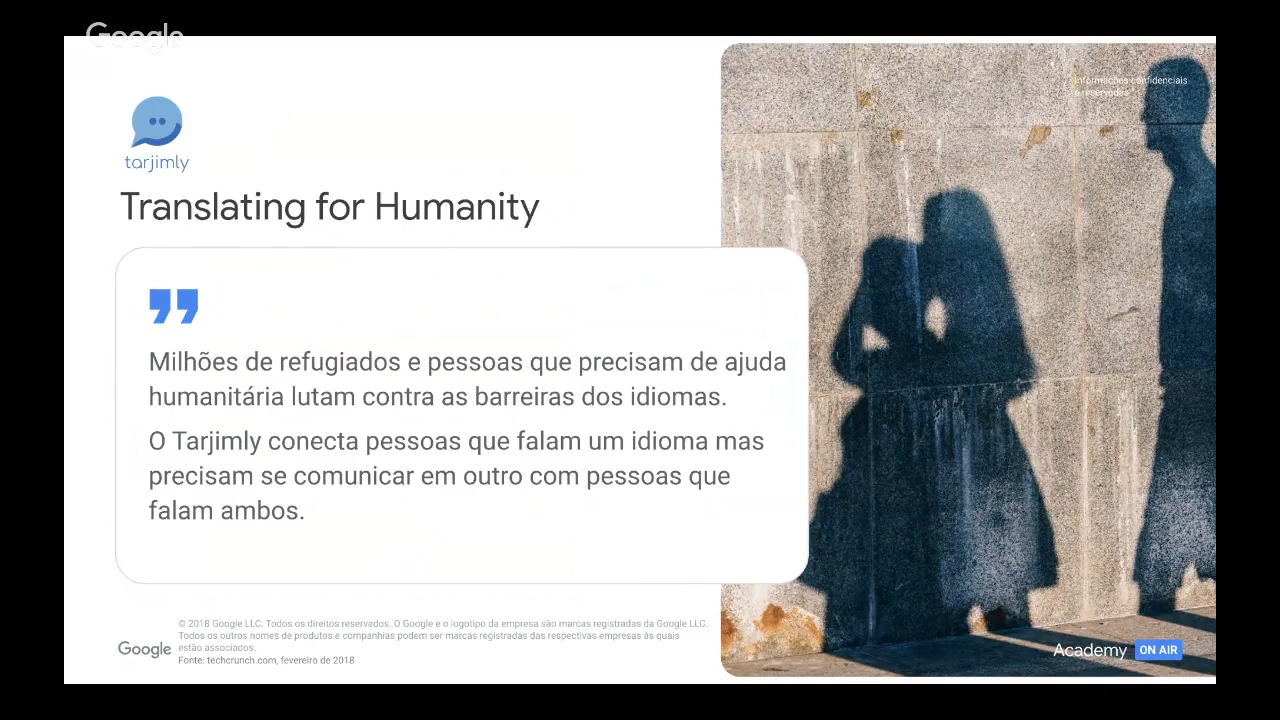 Google
Informações confidenciais
e reservadas
tarjimly
Translating for Humanity
Milhões de refugiados e pessoas que precisam de ajuda
humanitária lutam contra as barreiras dos idiomas.
O Tarjimly conecta pessoas que falam um idioma mas
precisam se comunicar em outro com pessoas que
falam ambos.
© 2018 Google LLC. Todos os direitos reservados. O Google e o logotipo da empresa são marcas registradas da Google LLC.
Todos os outros nomes de produtos e companhias podem ser marcas registradas das respectivas empresas às quais
estão associados.
Google
Fonte: techcrunch.com, fevereiro de 2018
Academy ON AIR